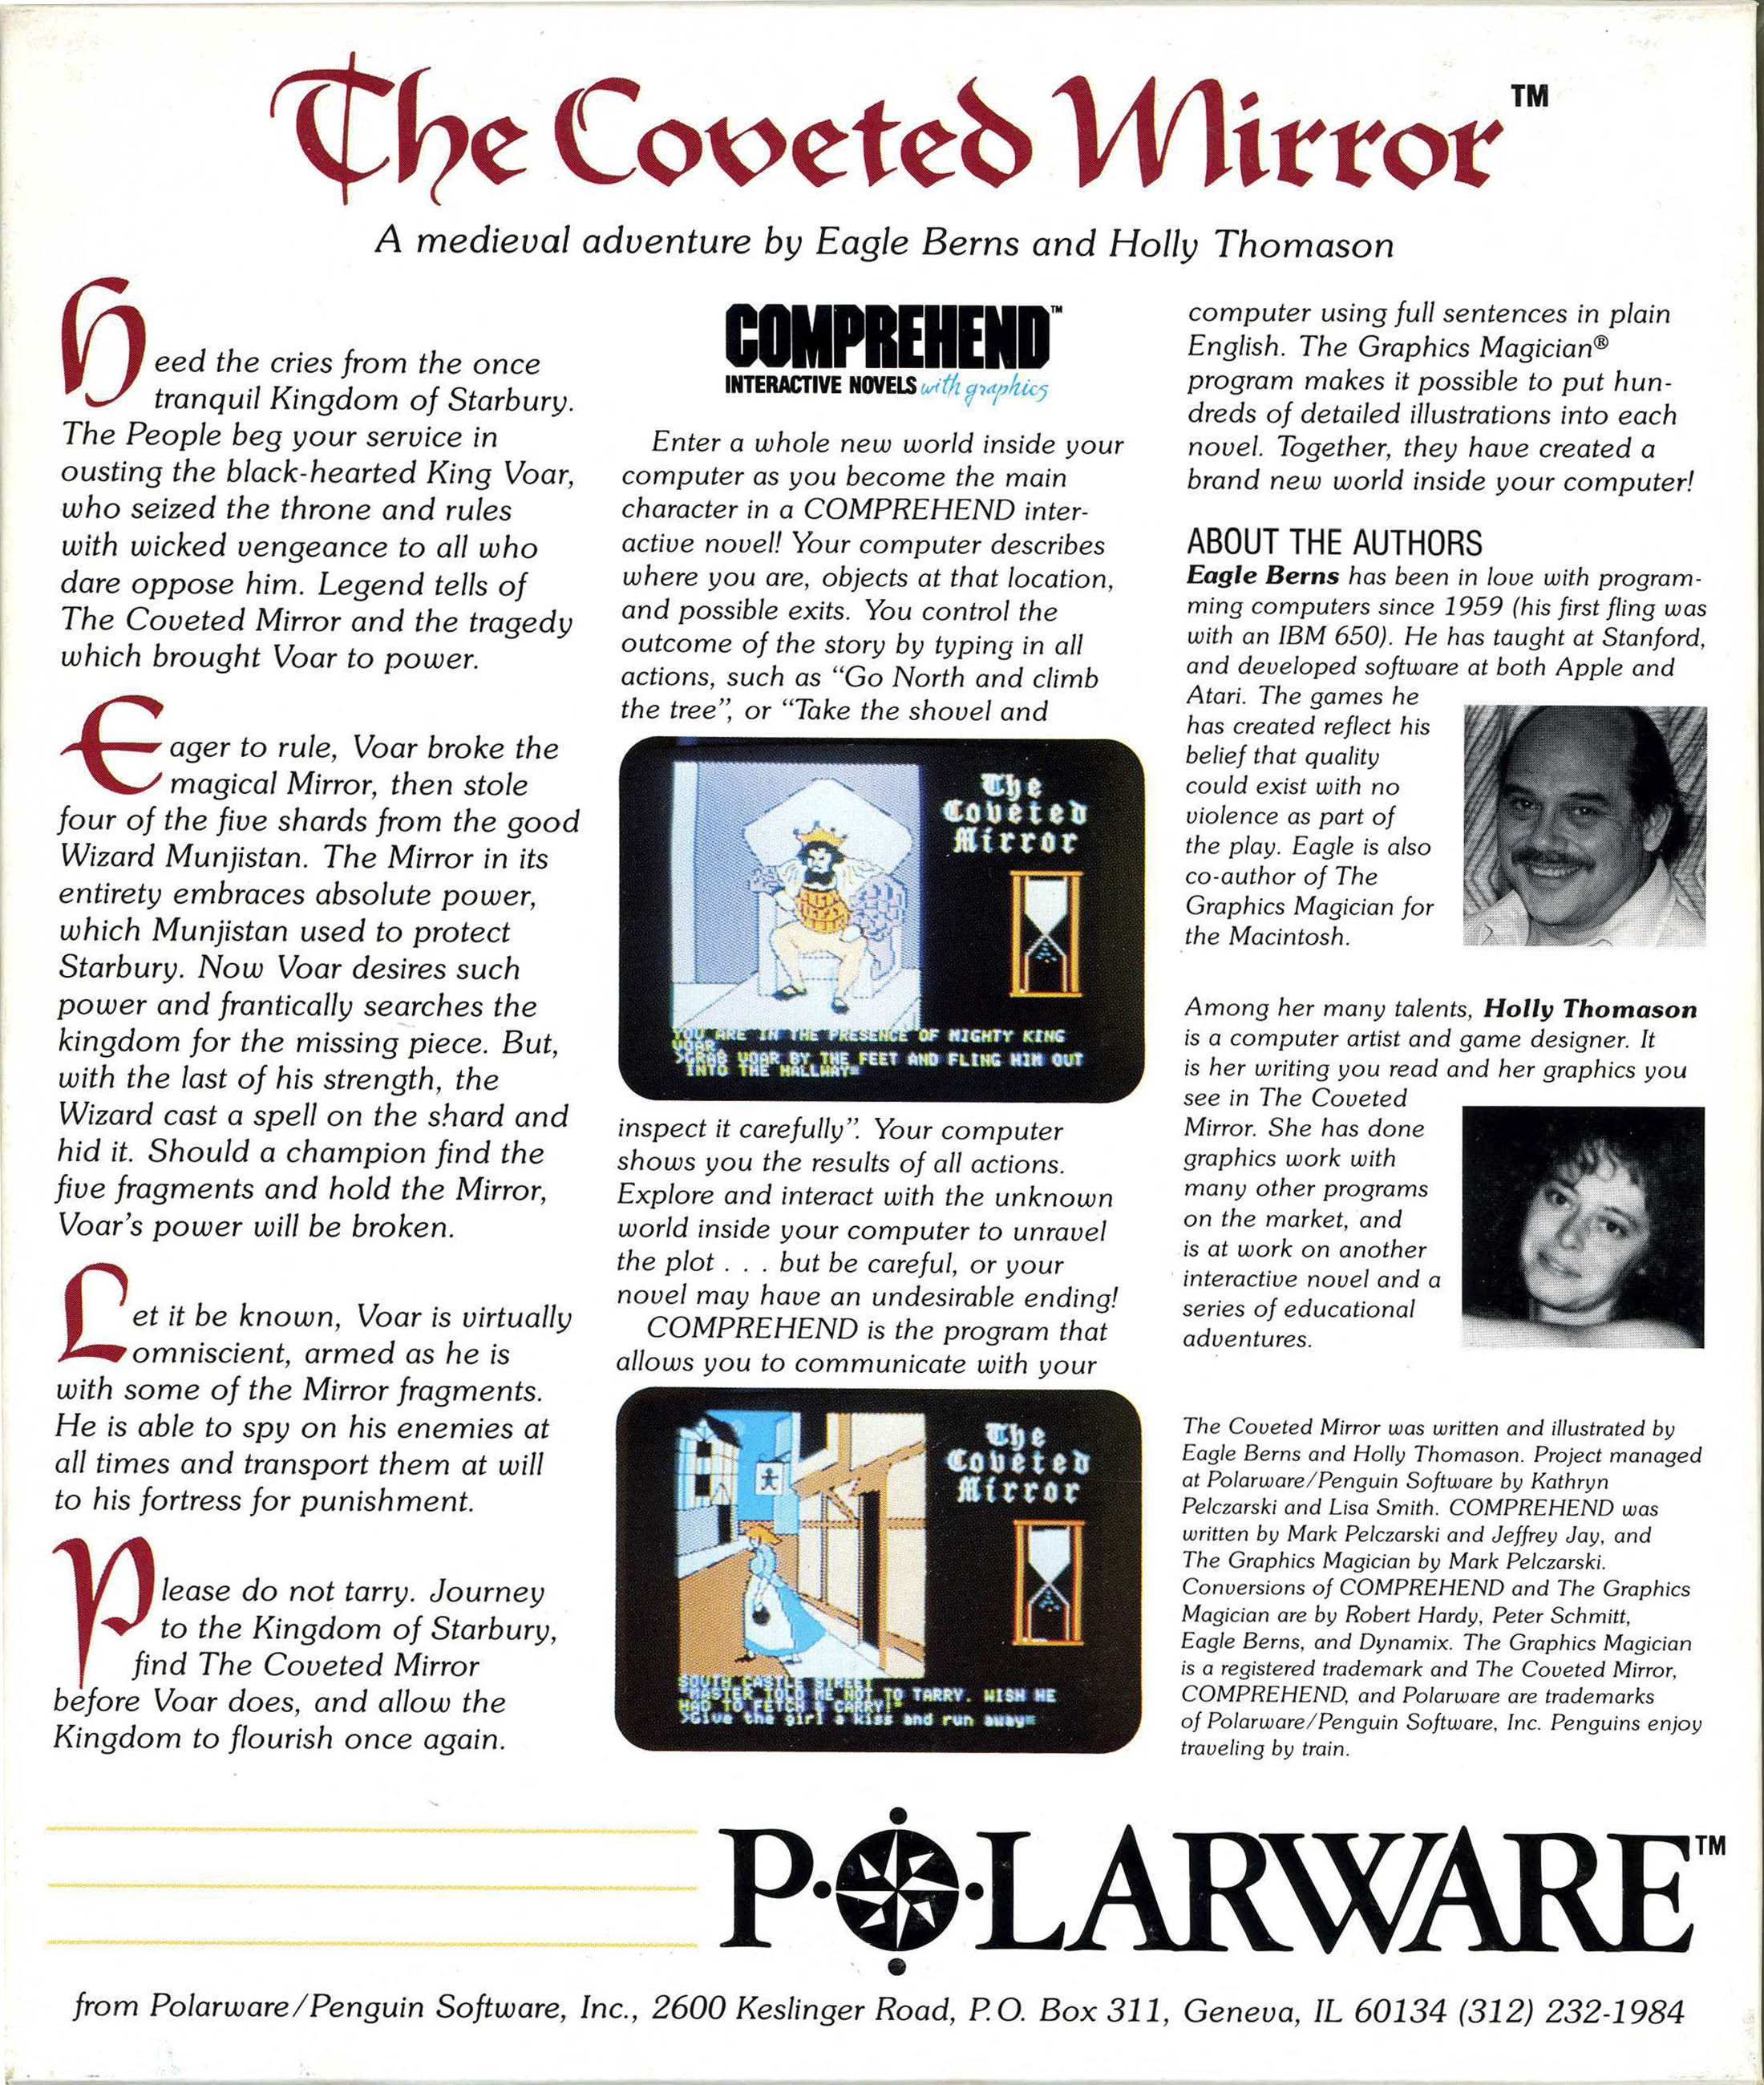 The Coveted Mirror™
A medieval adventure by Eagle Berns and Holly Thomason
Heed the cries from the once
tranquil Kingdom of Starbury.
The People beg your service in
ousting the black-hearted King Voar,
who seized the throne and rules
with wicked vengeance to all who
dare oppose him. Legend tells of
The Coveted Mirror and the tragedy
which brought Voar to power.
Eager to rule, Voar broke the
magical Mirror, then stole
four of the five shards from the good
Wizard Munjistan. The Mirror in its
entirety embraces absolute power,
which Munjistan used to protect
Starbury. Now Voar desires such
power and frantically searches the
kingdom for the missing piece. But,
with the last of his strength, the
Wizard cast a spell on the shard and
hid it. Should a champion find the
five fragments and hold the Mirror,
Voar's power will be broken.
Let it be known, Voar is virtually
omniscient, armed as he is
with some of the Mirror fragments.
He is able to spy on his enemies at
all times and transport them at will
to his fortress for punishment.
Please do not tarry. Journey
to the Kingdom of Starbury,
find The Coveted Mirror
before Voar does, and allow the
Kingdom to flourish once again.
COMPREHEND™
INTERACTIVE NOVELS with graphics
Enter a whole new world inside your
computer as you become the main
character in a COMPREHEND inter-
active novel! Your computer describes
where you are, objects at that location,
and possible exits. You control the
outcome of the story by typing in all
actions, such as “Go North and climb
the tree”, or “Take the shovel and
The
Coveted
Mirror
YOU ARE IN THE PRESENCE OF MIGHTY KING
VOAR
>GRAB VOAR BY THE FEET AND FLING HIM OUT
INTO THE HALLWAY
inspect it carefully”. Your computer
shows you the results of all actions.
Explore and interact with the unknown
world inside your computer to unravel
the plot . . . but be careful, or your
novel may have an undesirable ending!
COMPREHEND is the program that
allows you to communicate with your
The
Coveted
Mirror
SOUTH CASTLE STREET
"MASTER TOLD ME NOT TO TARRY. WISH HE
HAD TO FETCH & CARRY!"
>Give the girl a kiss and run away
computer using full sentences in plain
English. The Graphics Magician®
program makes it possible to put hun-
dreds of detailed illustrations into each
novel. Together, they have created a
brand new world inside your computer!
ABOUT THE AUTHORS
Eagle Berns has been in love with program-
ming computers since 1959 (his first fling was
with an IBM 650). He has taught at Stanford,
and developed software at both Apple and
Atari. The games he
has created reflect his
belief that quality
could exist with no
violence as part of
the play. Eagle is also
co-author of The
Graphics Magician for
the Macintosh.
Among her many talents, Holly Thomason
is a computer artist and game designer. It
is her writing you read and her graphics you
see in The Coveted
Mirror. She has done
graphics work with
many other programs
on the market, and
is at work on another
interactive novel and a
series of educational
adventures.
The Coveted Mirror was written and illustrated by
Eagle Berns and Holly Thomason. Project managed
at Polarware/Penguin Software by Kathryn
Pelczarski and Lisa Smith. COMPREHEND was
written by Mark Pelczarski and Jeffrey Jay, and
The Graphics Magician by Mark Pelczarski.
Conversions of COMPREHEND and The Graphics
Magician are by Robert Hardy, Peter Schmitt,
Eagle Berns, and Dynamix. The Graphics Magician
is a registered trademark and The Coveted Mirror,
COMPREHEND, and Polarware are trademarks
of Polarware/Penguin Software, Inc. Penguins enjoy
traveling by train.
POLARWARE™
from Polarware/Penguin Software, Inc., 2600 Keslinger Road, P.O. Box 311, Geneva, IL 60134 (312) 232-1984